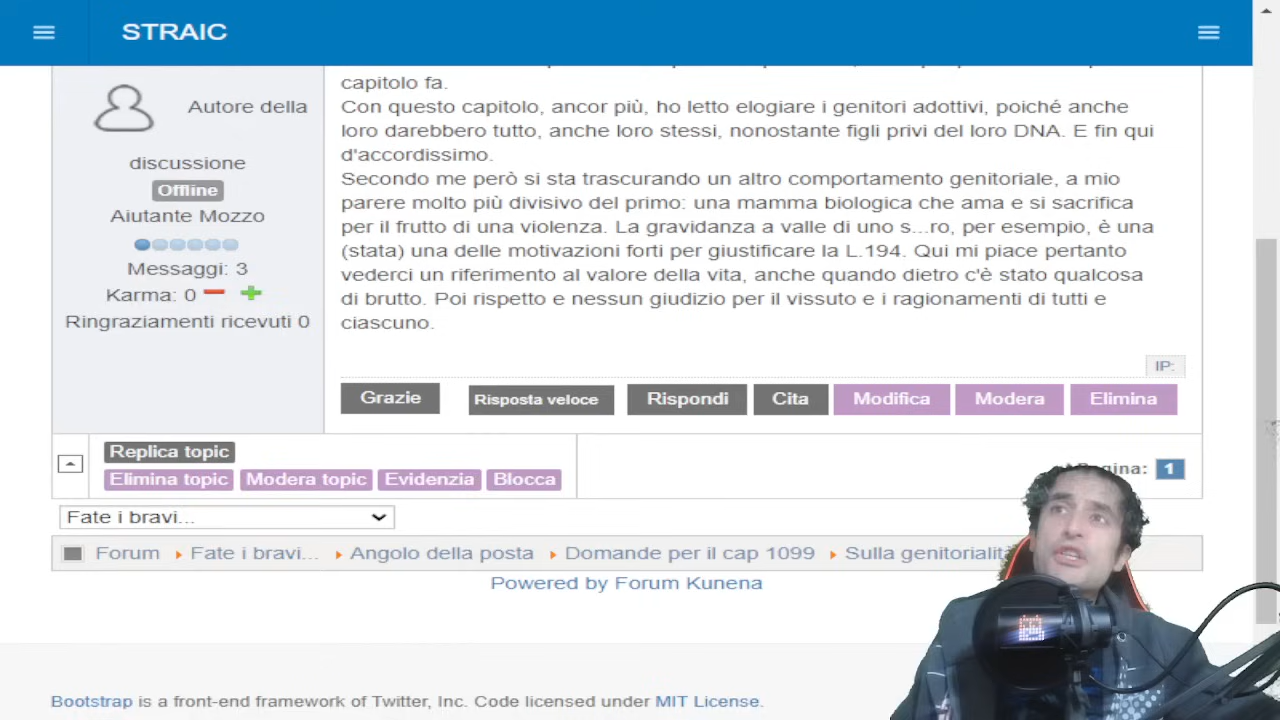 STRAIC
capitolo fa.
Con questo capitolo, ancor più, ho letto elogiare i genitori adottivi, poiché anche
loro darebbero tutto, anche loro stessi, nonostante figli privi del loro DNA. E fin qui
d'accordissimo.
Secondo me però si sta trascurando un altro comportamento genitoriale, a mio
parere molto più divisivo del primo: una mamma biologica che ama e si sacrifica
per il frutto di una violenza. La gravidanza a valle di uno s...ro, per esempio, è una
(stata) una delle motivazioni forti per giustificare la L.194. Qui mi piace pertanto
vederci un riferimento al valore della vita, anche quando dietro c'è stato qualcosa
di brutto. Poi rispetto e nessun giudizio per il vissuto e i ragionamenti di tutti e
ciascuno.
Autore della
discussione
Offline
Aiutante Mozzo
Messaggi: 3
Karma: 0
Ringraziamenti ricevuti 0
IP:
Grazie Risposta veloce Rispondi Cita Modifica Modera Elimina
Replica topic
Elimina topic Modera topic Evidenzia Blocca
Pagina: 1
Fate i bravi...
Forum Fate i bravi... Angolo della posta Domande per il cap 1099 Sulla genitorialità
Powered by Forum Kunena
Bootstrap is a front-end framework of Twitter, Inc. Code licensed under MIT License.